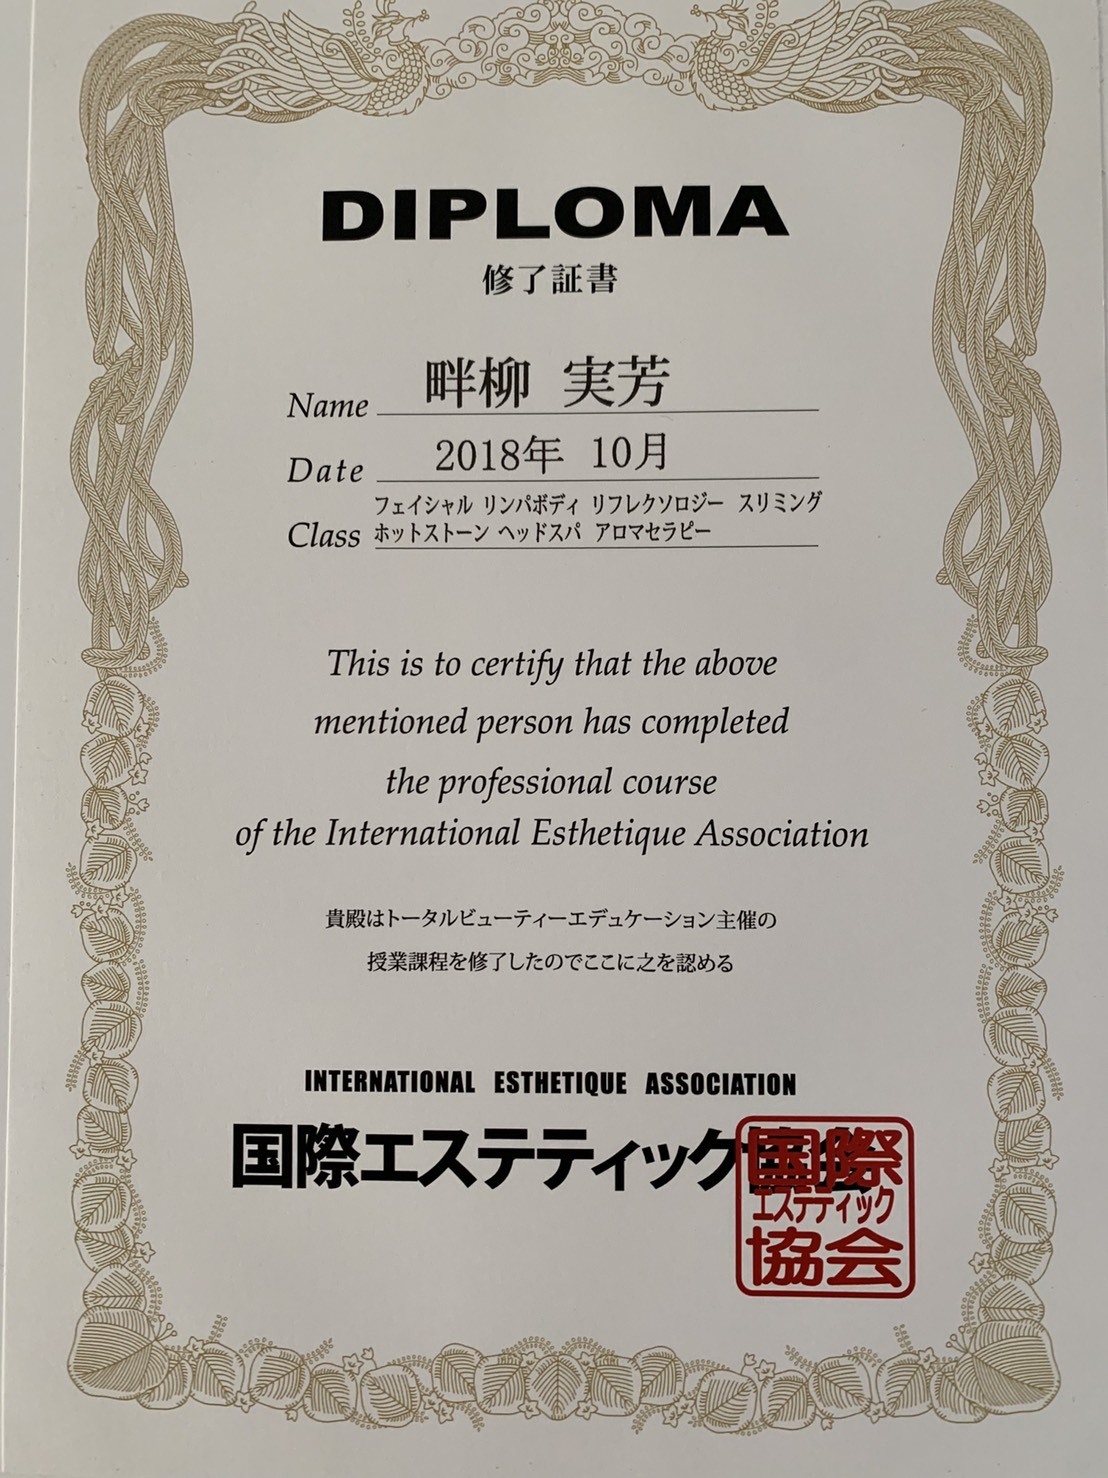 DIPLOMA
修了証書
Name 畔柳 実芳
Date 2018年 10月
フェイシャル リンパボディ リフレクソロジー スリミング
Class ホットストーン ヘッドスパ アロマセラピー
This is to certify that the above
mentioned person has completed
the professional course
of the International Esthetique Association
貴殿はトータルビューティーエデュケーション主催の
授業課程を修了したのでここに之を認める
INTERNATIONAL ESTHETIQUE ASSOCIATION
国際エステティック協会
国際
エステティック
協会